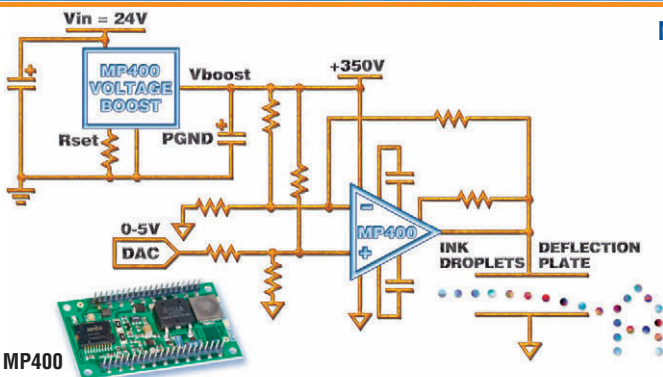 Vin = 24V
MP400
VOLTAGE
BOOST
Vboost
+350V
Rset
PGND
0-5V
DAC
MP400
−
+
INK
DROPLETS
DEFLECTION
PLATE
MP400